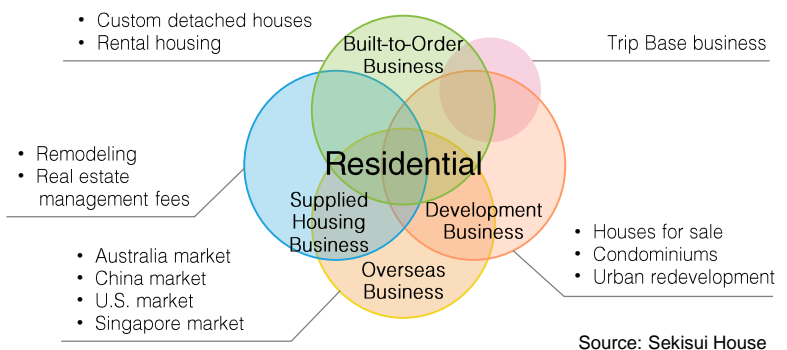 • Custom detached houses
• Rental housing
Built-to-Order
Business
Trip Base business
• Remodeling
• Real estate
management fees
Residential
Supplied
Housing
Business
Development
Business
• Houses for sale
• Condominiums
• Urban redevelopment
• Australia market
• China market
• U.S. market
• Singapore market
Overseas
Business
Source: Sekisui House